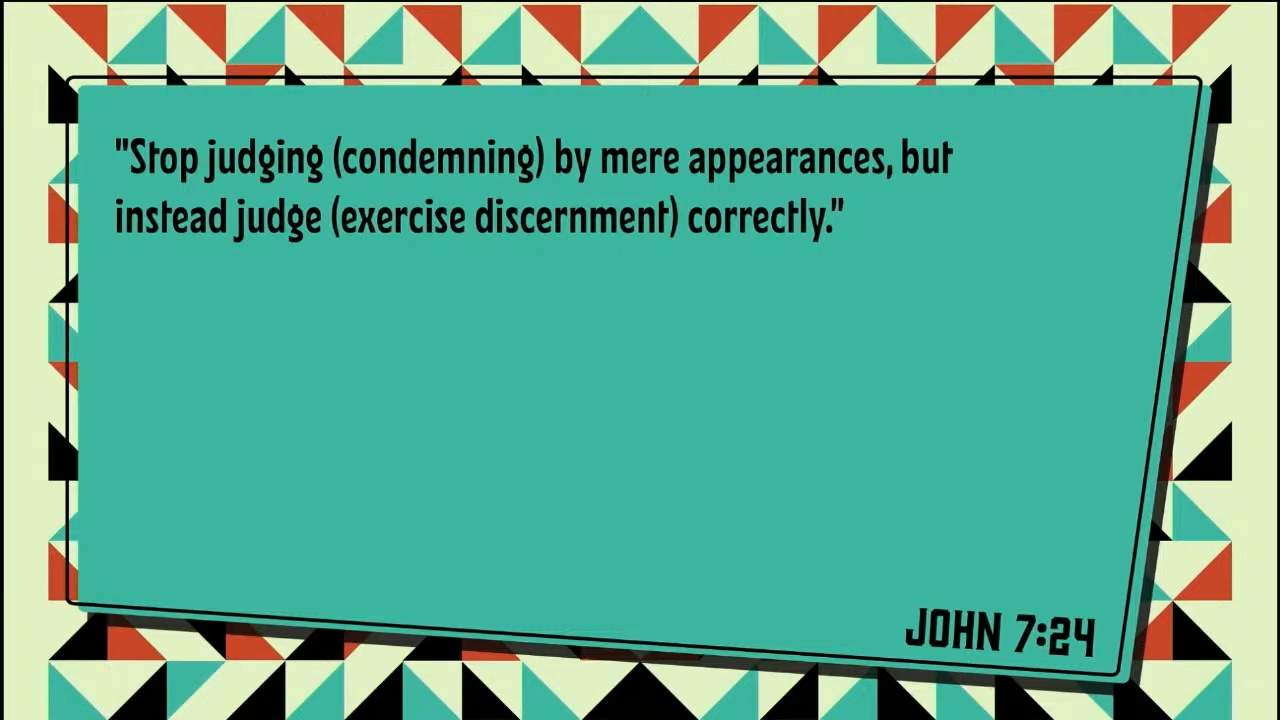 "Stop judging (condemning) by mere appearances, but
instead judge (exercise discernment) correctly.”
JOHN 7:24